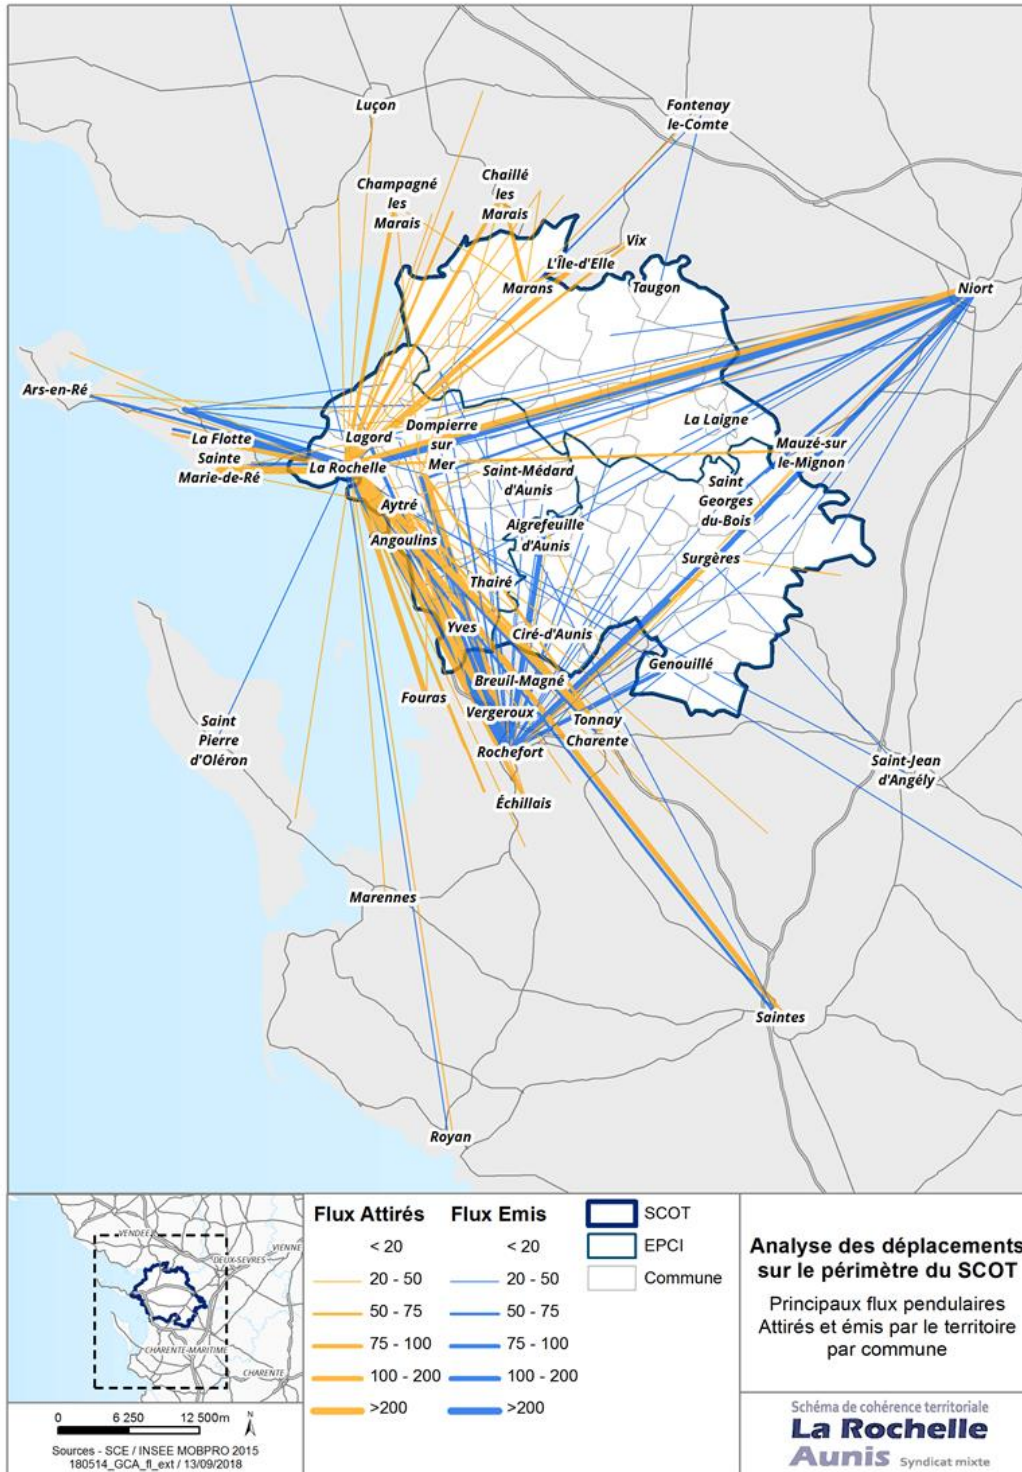 Luçon
Fontenay
le-Comte
Champagné
les
Marais
Chaillé
les
Marais
Vix
L'Île-d'Elle
Marans
Taugon
Niort
Ars-en-Ré
La Flotte
Sainte
Marie-de-Ré
Lagord
La Rochelle
Dompierre
sur
Mer
La Laigne
Mauzé-sur
le-Mignon
Saint-Médard
d'Aunis
Saint
Georges
du-Bois
Aytré
Angoulins
Aigrefeuille
d'Aunis
Surgères
Thairé
Yves
Ciré-d'Aunis
Genouillé
Breuil-Magné
Fouras
Vergeroux
Tonnay
Charente
Rochefort
Saint
Pierre
d'Oléron
Saint-Jean
d'Angély
Échillais
Marennes
Saintes
Royan
VENDEE
DEUX-SEVRES
VIENNE
CHARENTE-MARITIME
CHARENTE
0 6 250 12 500m
N
Sources - SCE / INSEE MOBPRO 2015
180514_GCA_fl_ext / 13/09/2018
Flux Attirés Flux Emis
< 20 < 20
20 - 50 20 - 50
50 - 75 50 - 75
75 - 100 75 - 100
100 - 200 100 - 200
>200 >200
SCOT
EPCI
Commune
Analyse des déplacements
sur le périmètre du SCOT
Principaux flux pendulaires
Attirés et émis par le territoire
par commune
Schéma de cohérence territoriale
La Rochelle
Aunis Syndicat mixte